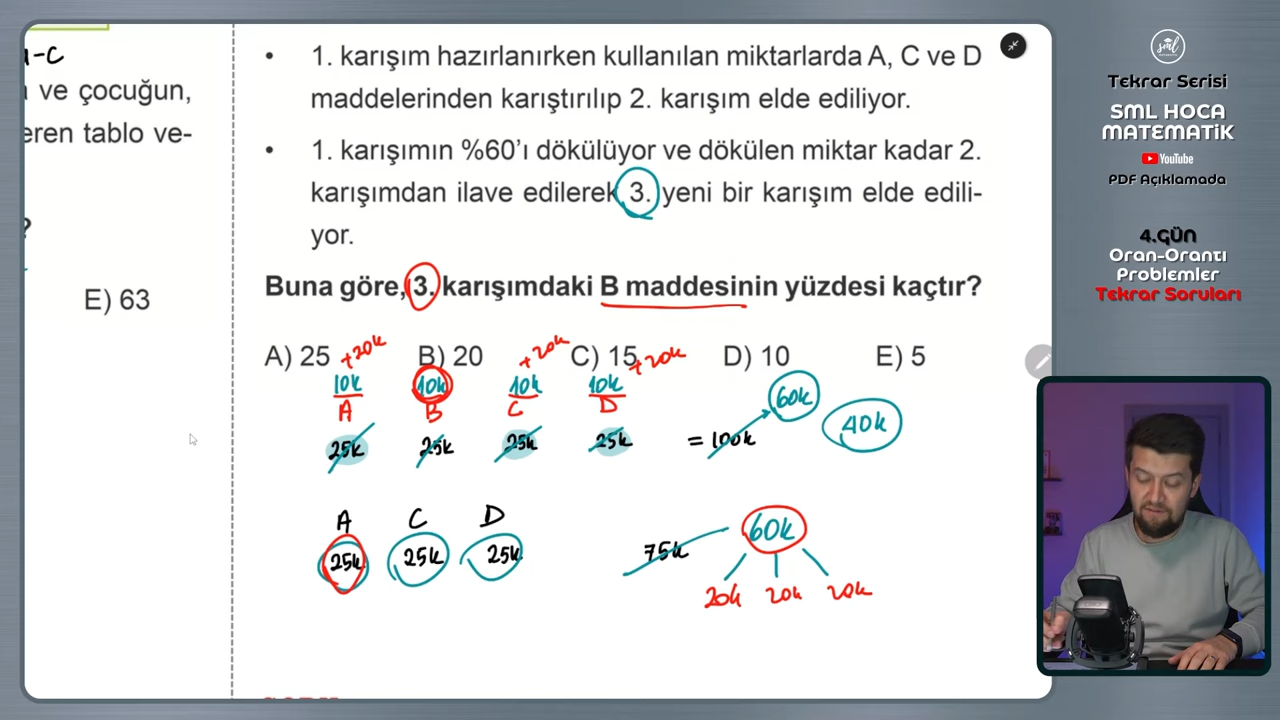 ı-C
ı ve çocuğun,
eren tablo ve-
?
E) 63
• 1. karışım hazırlanırken kullanılan miktarlarda A, C ve D
maddelerinden karıştırılıp 2. karışım elde ediliyor.
• 1. karışımın %60'ı dökülüyor ve dökülen miktar kadar 2.
karışımdan ilave edilerek 3. yeni bir karışım elde edili-
yor.
Buna göre, 3. karışımdaki B maddesinin yüzdesi kaçtır?
A) 25 B) 20 C) 15 D) 10 E) 5
+20k +20k +20k
10k 10k 10k 10k 60k
A B C D
25k 25k 25k 25k = 100k 40k
A C D
25k 25k 25k 75k 60k
20k 20k 20k
sml
Tekrar Serisi
SML HOCA
MATEMATİK
YouTube
PDF Açıklamada
4.GÜN
Oran-Orantı
Problemler
Tekrar Soruları